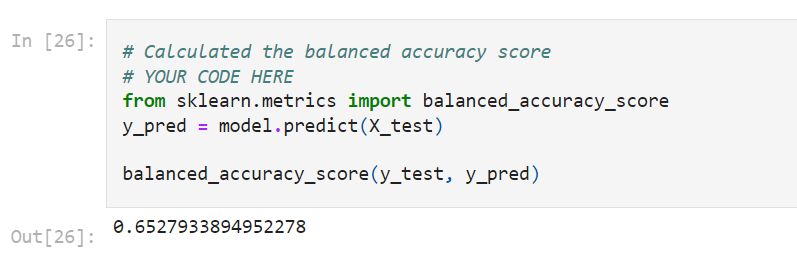 In [26]:
# Calculated the balanced accuracy score
# YOUR CODE HERE
from sklearn.metrics import balanced_accuracy_score
y_pred = model.predict(X_test)
balanced_accuracy_score(y_test, y_pred)
Out[26]:
0.6527933894952278